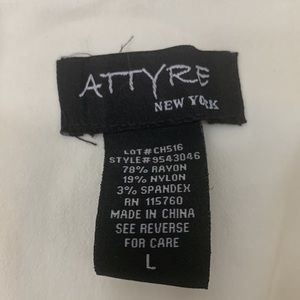 ATTYRE
NEW YORK
LOT#CH516
STYLE#9543046
78% RAYON
19% NYLON
3% SPANDEX
RN 115760
MADE IN CHINA
SEE REVERSE
FOR CARE
L